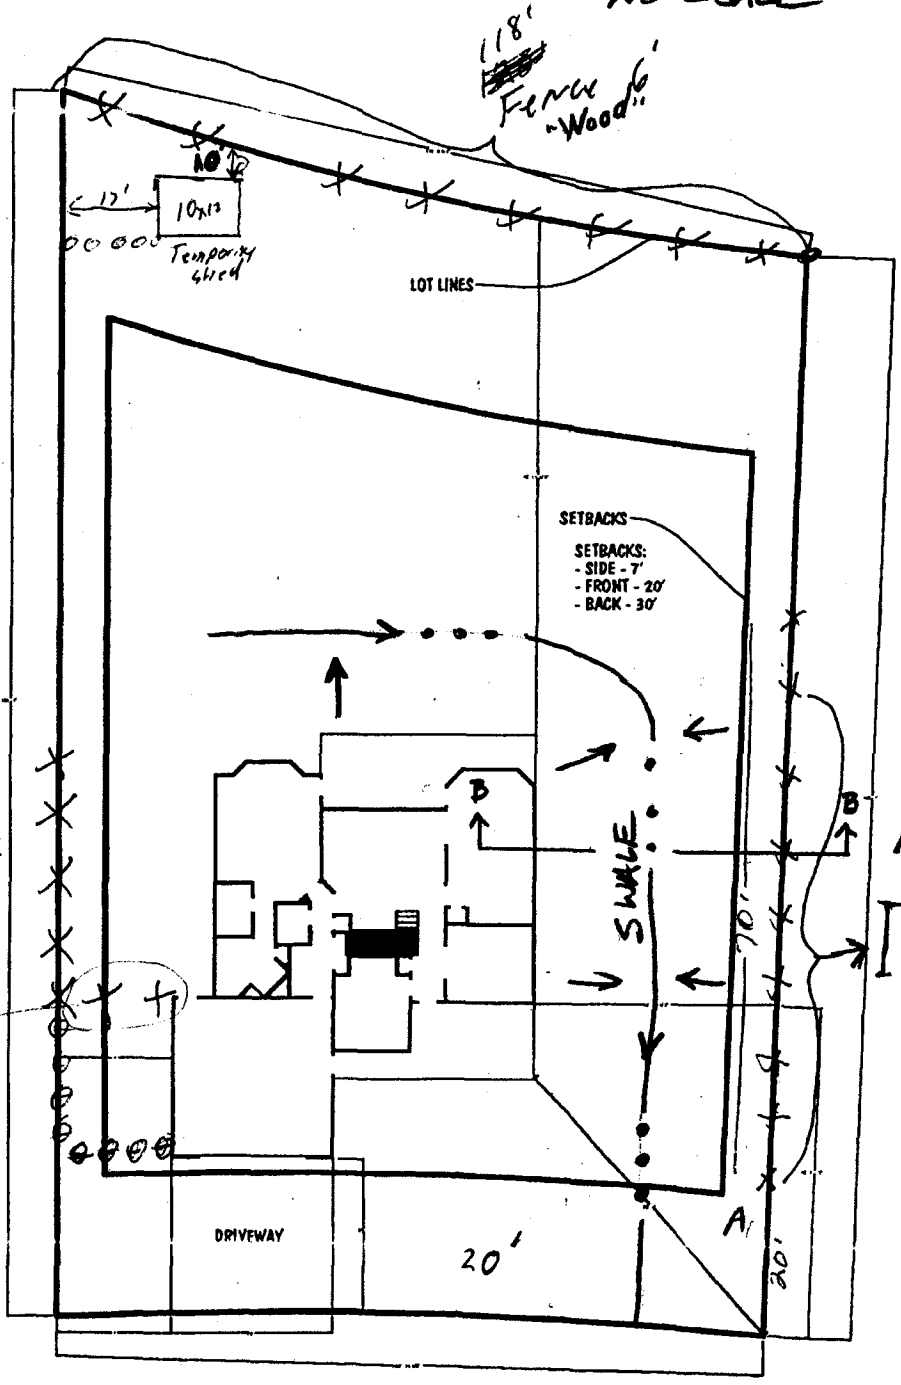 118'
Fence 6'
"Wood"
10'
17'
10x12
Temporary
shed
LOT LINES
SETBACKS
SETBACKS:
- SIDE - 7'
- FRONT - 20'
- BACK - 30'
B
B
SWALE
70'
A
DRIVEWAY
20'
20'